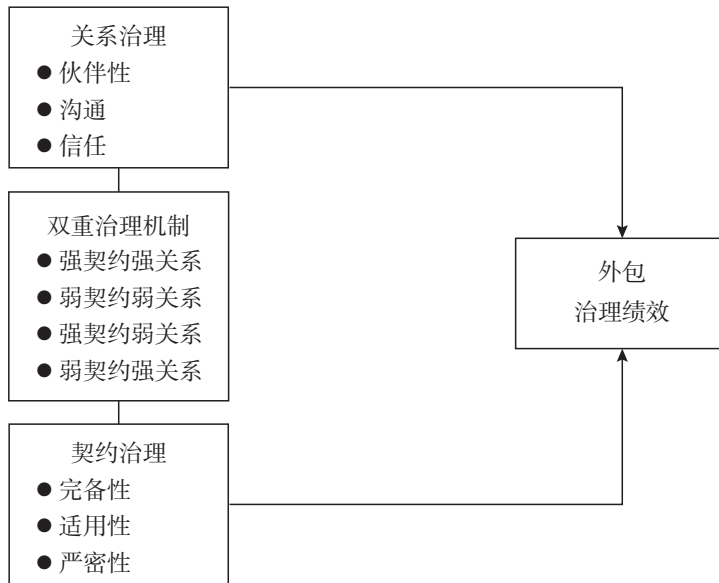 关系治理
● 伙伴性
● 沟通
● 信任
双重治理机制
● 强契约强关系
● 弱契约弱关系
● 强契约弱关系
● 弱契约强关系
契约治理
● 完备性
● 适用性
● 严密性
外包
治理绩效